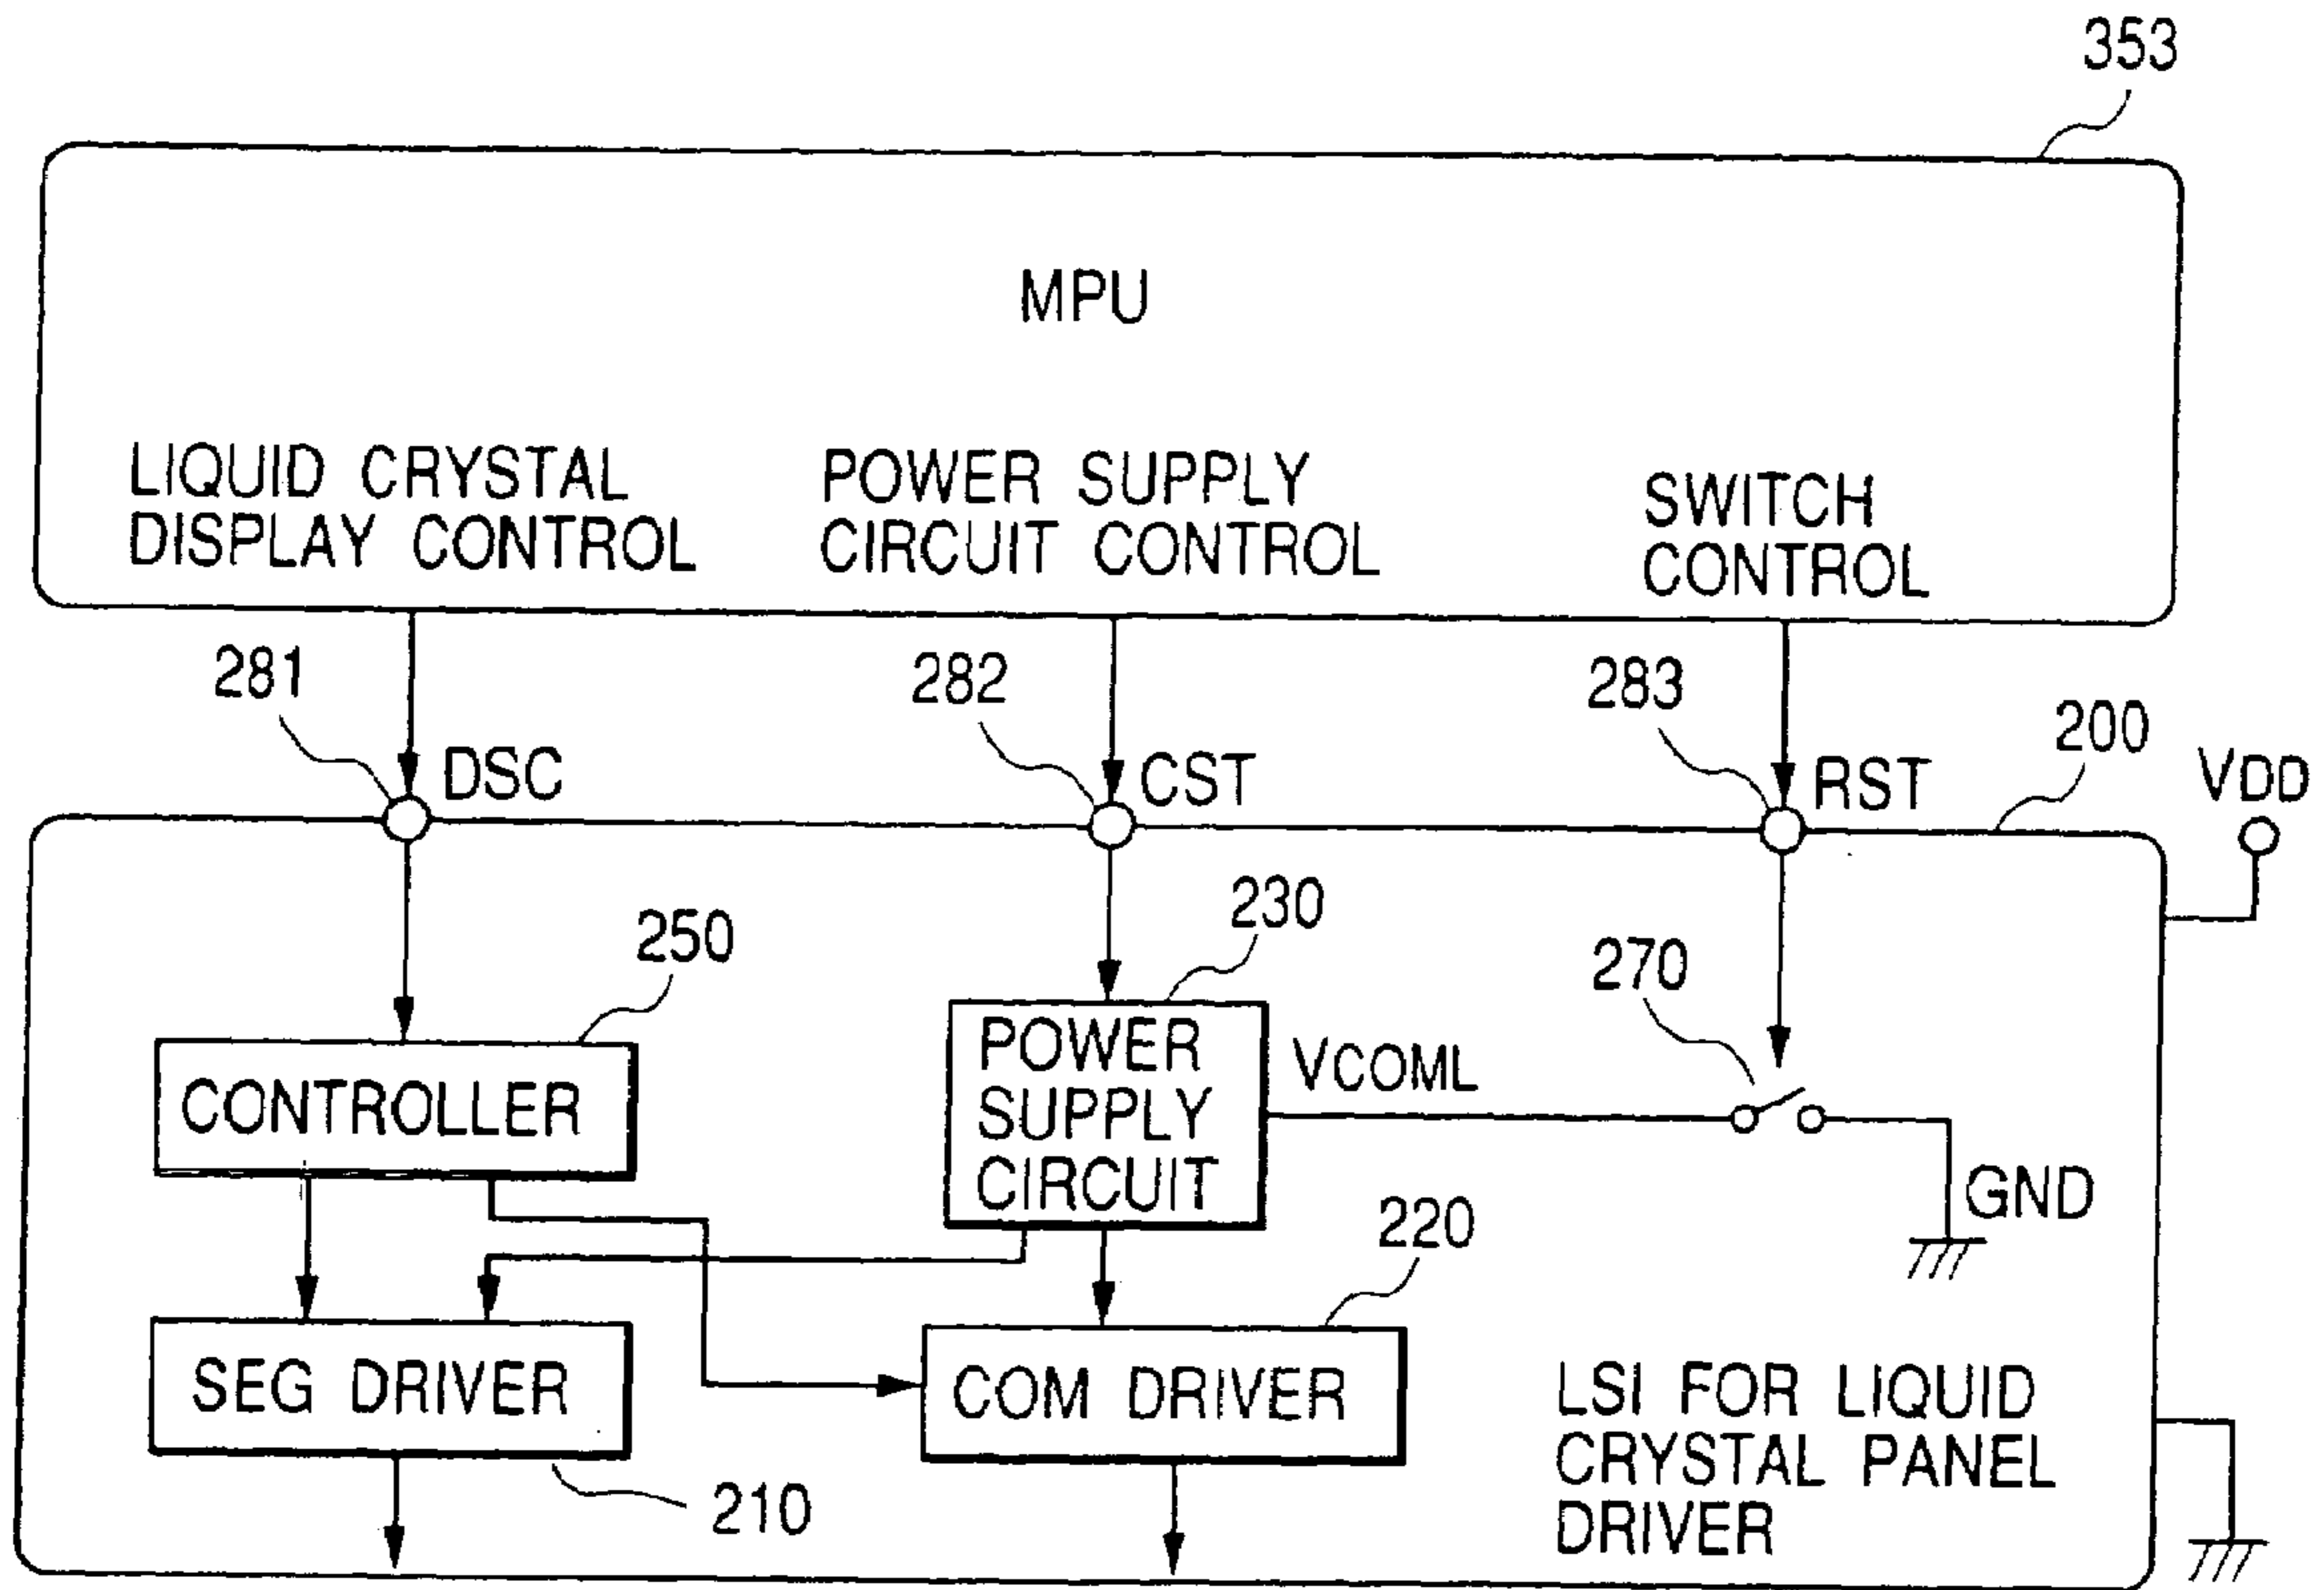 353
MPU
LIQUID CRYSTAL
DISPLAY CONTROL
POWER SUPPLY
CIRCUIT CONTROL
SWITCH
CONTROL
281
DSC
282
CST
283
RST
200
VDD
250
CONTROLLER
230
POWER
SUPPLY
CIRCUIT
VCOML
270
GND
SEG DRIVER
210
220
COM DRIVER
LSI FOR LIQUID
CRYSTAL PANEL
DRIVER